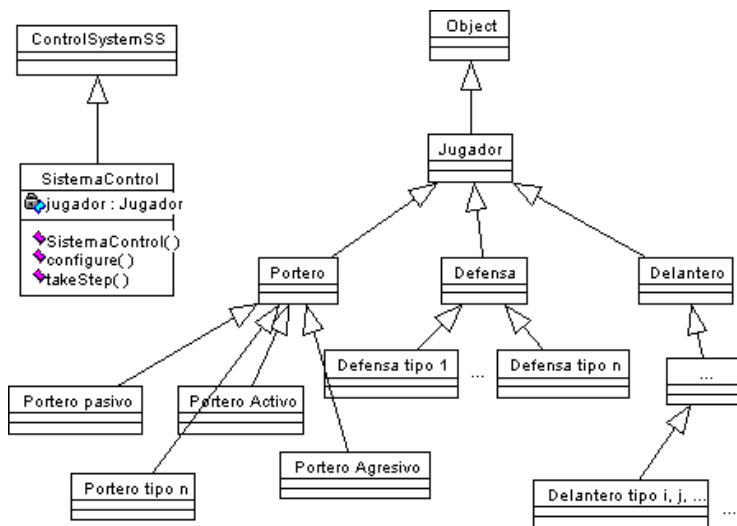 ControlSystemSS
Object
Jugador
SistemaControl
jugador : Jugador
SistemaControl()
configure()
takeStep()
Portero
Defensa
Delantero
Defensa tipo 1
...
Defensa tipo n
...
Portero pasivo
Portero Activo
Portero Agresivo
Portero tipo n
Delantero tipo i, j, ...
...